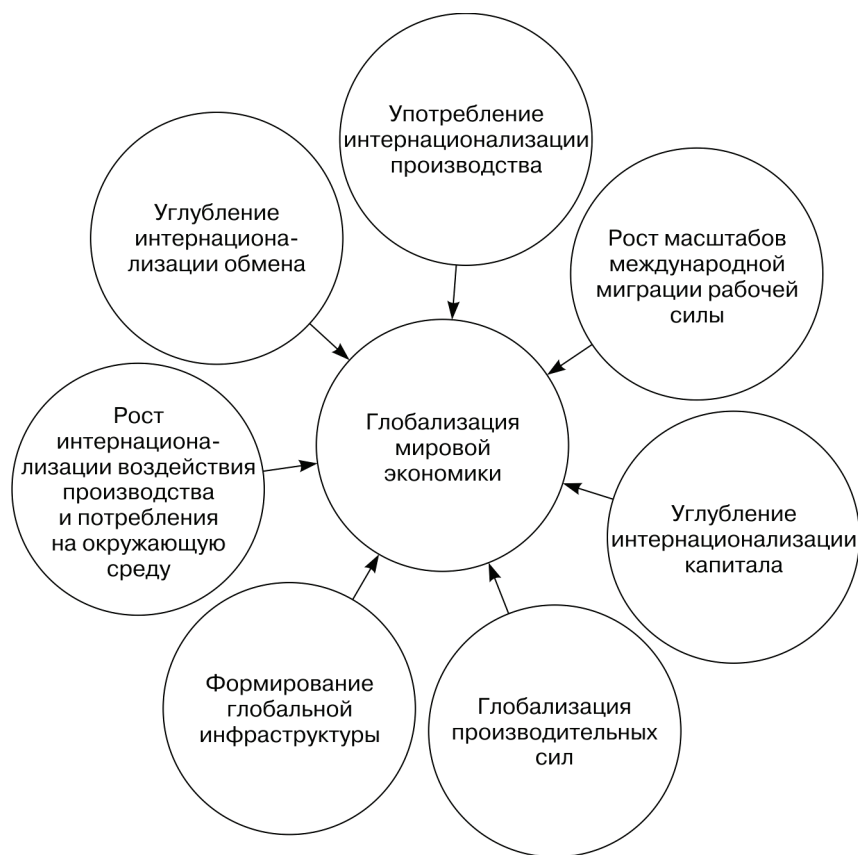 Употребление
интернационализации
производства
Рост масштабов
международной
миграции рабочей
силы
Углубление
интернационализации
капитала
Глобализация
производительных
сил
Формирование
глобальной
инфраструктуры
Рост
интернациона-
лизации воздействия
производства
и потребления
на окружающую
среду
Углубление
интернациона-
лизации обмена
Глобализация
мировой
экономики